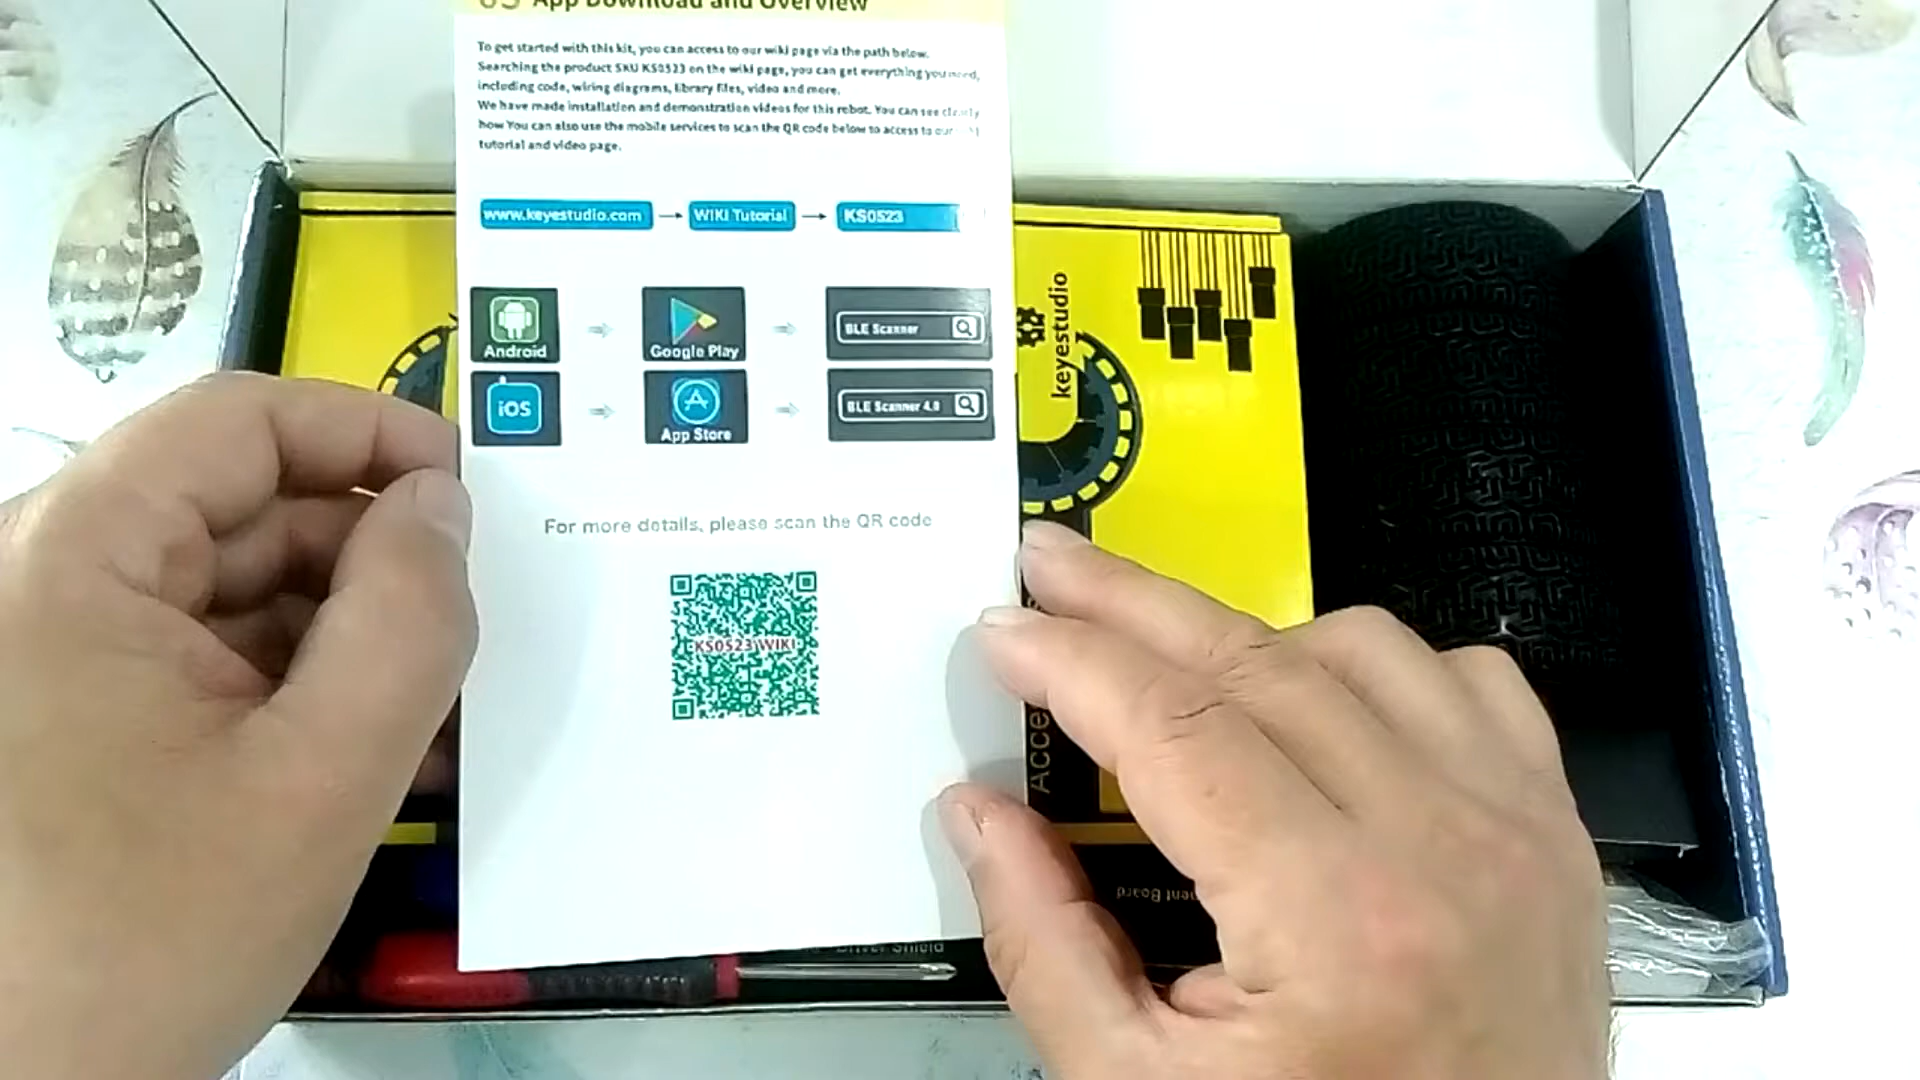 App Download and Overview
To get started with this kit, you can access to our wiki page via the path below.
Searching the product SKU KS0523 on the wiki page, you can get everything you need,
including code, wiring diagrams, library files, video and more.
We have made installation and demonstration videos for this robot. You can see clearly
how You can also use the mobile services to scan the QR code below to access to our
tutorial and video page.
www.keyestudio.com → WIKI Tutorial → KS0523
Android
Google Play
BLE Scanner
iOS
App Store
BLE Scanner 4.0
For more details, please scan the QR code
KS0523 WIKI
keyestudio
Board
Driver Shield